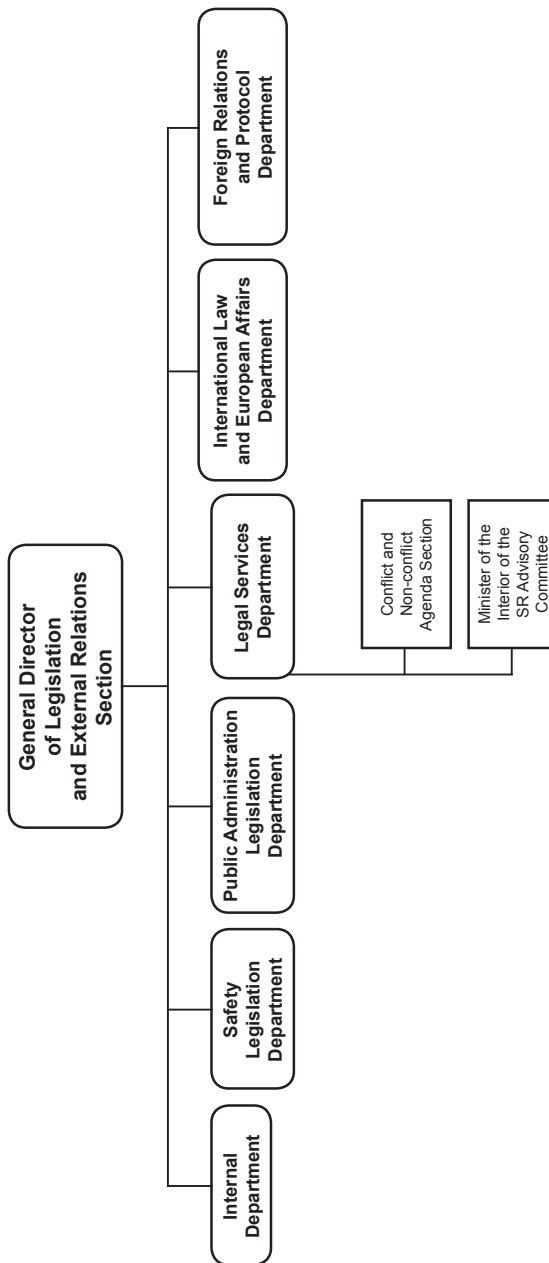 General Director
of Legislation
and External Relations
Section
Internal
Department
Safety
Legislation
Department
Public Administration
Legislation
Department
Legal Services
Department
International Law
and European Affairs
Department
Foreign Relations
and Protocol
Department
Conflict and
Non-conflict
Agenda Section
Minister of the
Interior of the
SR Advisory
Committee